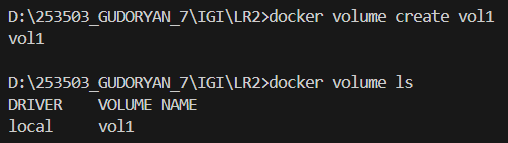 D:\253503_GUDORYAN_7\IGI\LR2>docker volume create vol1
vol1
D:\253503_GUDORYAN_7\IGI\LR2>docker volume ls
DRIVER    VOLUME NAME
local     vol1